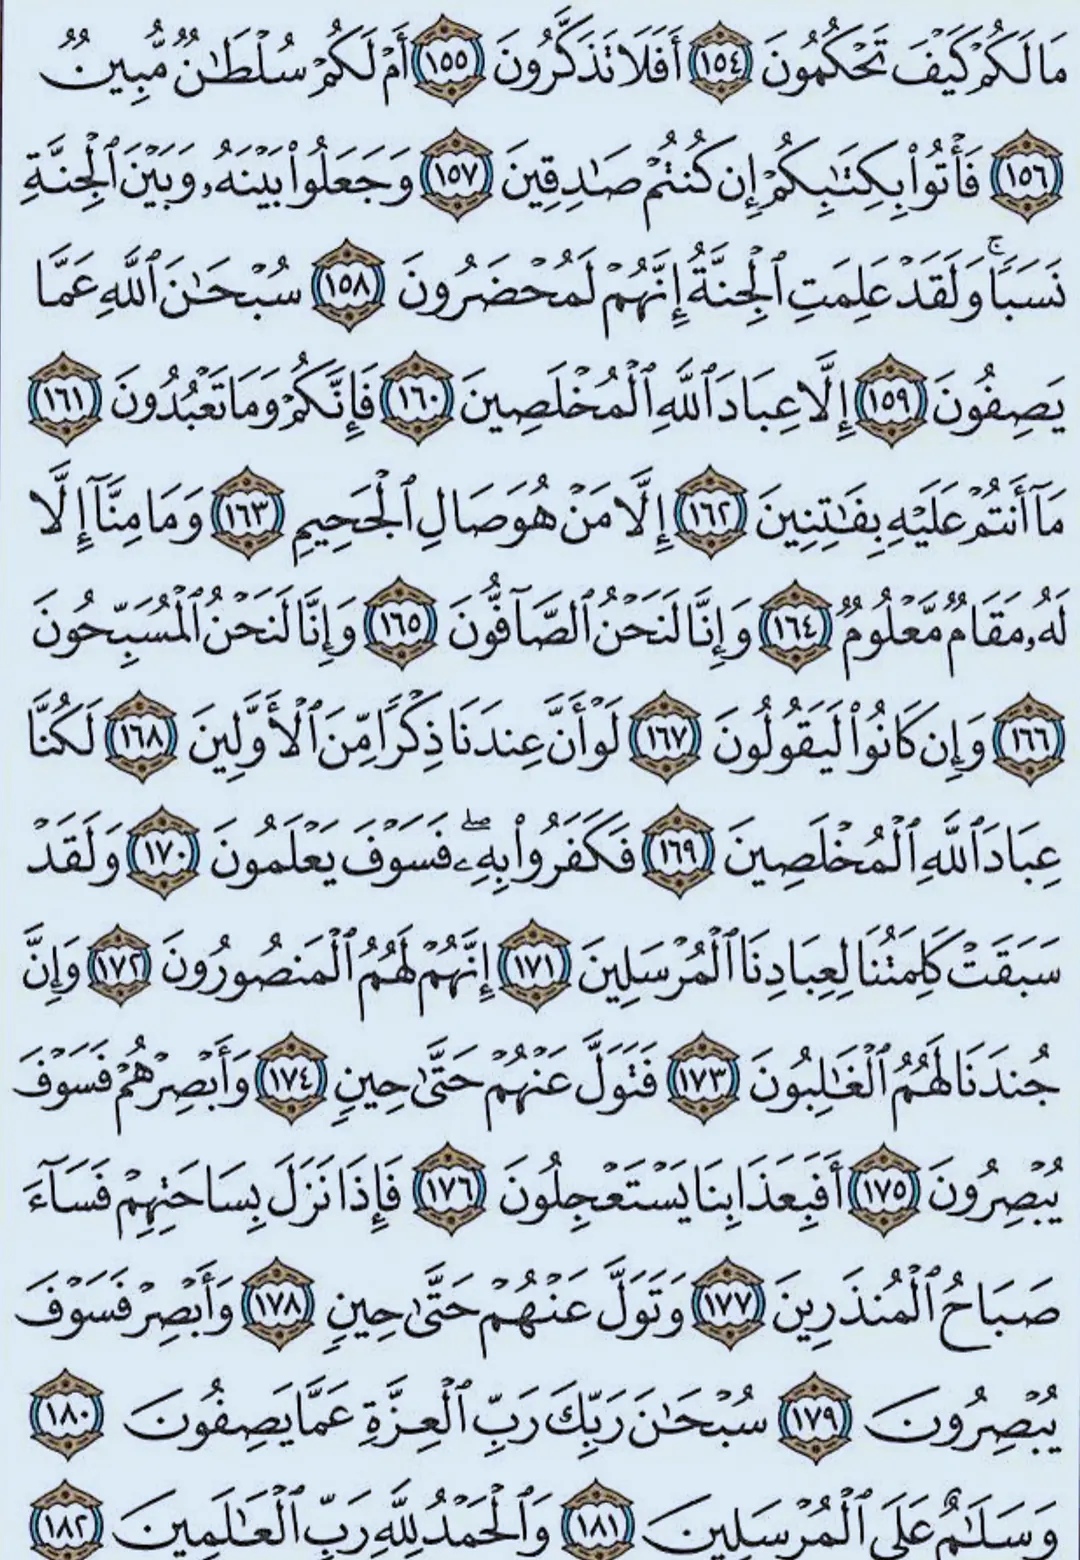 مَا لَكُمْ كَيْفَ تَحْكُمُونَ ١٥٤ أَفَلَا تَذَكَّرُونَ ١٥٥ أَمْ لَكُمْ سُلْطَٰنٌ مُّبِينٌ
١٥٦ فَأْتُوا۟ بِكِتَٰبِكُمْ إِن كُنتُمْ صَٰدِقِينَ ١٥٧ وَجَعَلُوا۟ بَيْنَهُۥ وَبَيْنَ ٱلْجِنَّةِ
نَسَبًا ۚ وَلَقَدْ عَلِمَتِ ٱلْجِنَّةُ إِنَّهُمْ لَمُحْضَرُونَ ١٥٨ سُبْحَٰنَ ٱللَّهِ عَمَّا
يَصِفُونَ ١٥٩ إِلَّا عِبَادَ ٱللَّهِ ٱلْمُخْلَصِينَ ١٦٠ فَإِنَّكُمْ وَمَا تَعْبُدُونَ ١٦١
مَآ أَنتُمْ عَلَيْهِ بِفَٰتِنِينَ ١٦٢ إِلَّا مَنْ هُوَ صَالِ ٱلْجَحِيمِ ١٦٣ وَمَا مِنَّآ إِلَّا
لَهُۥ مَقَامٌ مَّعْلُومٌ ١٦٤ وَإِنَّا لَنَحْنُ ٱلصَّآفُّونَ ١٦٥ وَإِنَّا لَنَحْنُ ٱلْمُسَبِّحُونَ
١٦٦ وَإِن كَانُوا۟ لَيَقُولُونَ ١٦٧ لَوْ أَنَّ عِندَنَا ذِكْرًا مِّنَ ٱلْأَوَّلِينَ ١٦٨ لَكُنَّا
عِبَادَ ٱللَّهِ ٱلْمُخْلَصِينَ ١٦٩ فَكَفَرُوا۟ بِهِۦ ۖ فَسَوْفَ يَعْلَمُونَ ١٧٠ وَلَقَدْ
سَبَقَتْ كَلِمَتُنَا لِعِبَادِنَا ٱلْمُرْسَلِينَ ١٧١ إِنَّهُمْ لَهُمُ ٱلْمَنصُورُونَ ١٧٢ وَإِنَّ
جُندَنَا لَهُمُ ٱلْغَٰلِبُونَ ١٧٣ فَتَوَلَّ عَنْهُمْ حَتَّىٰ حِينٍ ١٧٤ وَأَبْصِرْهُمْ فَسَوْفَ
يُبْصِرُونَ ١٧٥ أَفَبِعَذَابِنَا يَسْتَعْجِلُونَ ١٧٦ فَإِذَا نَزَلَ بِسَاحَتِهِمْ فَسَآءَ
صَبَاحُ ٱلْمُنذَرِينَ ١٧٧ وَتَوَلَّ عَنْهُمْ حَتَّىٰ حِينٍ ١٧٨ وَأَبْصِرْ فَسَوْفَ
يُبْصِرُونَ ١٧٩ سُبْحَٰنَ رَبِّكَ رَبِّ ٱلْعِزَّةِ عَمَّا يَصِفُونَ ١٨٠
وَسَلَٰمٌ عَلَى ٱلْمُرْسَلِينَ ١٨١ وَٱلْحَمْدُ لِلَّهِ رَبِّ ٱلْعَٰلَمِينَ ١٨٢